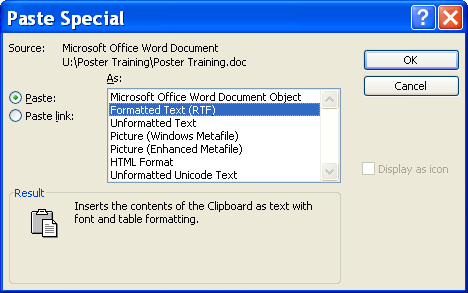 Paste Special
Source: Microsoft Office Word Document
U:\Poster Training\Poster Training.doc
As:
Paste:
Paste link:
Microsoft Office Word Document Object
Formatted Text (RTF)
Unformatted Text
Picture (Windows Metafile)
Picture (Enhanced Metafile)
HTML Format
Unformatted Unicode Text
OK
Cancel
Display as icon
Result
Inserts the contents of the Clipboard as text with
font and table formatting.